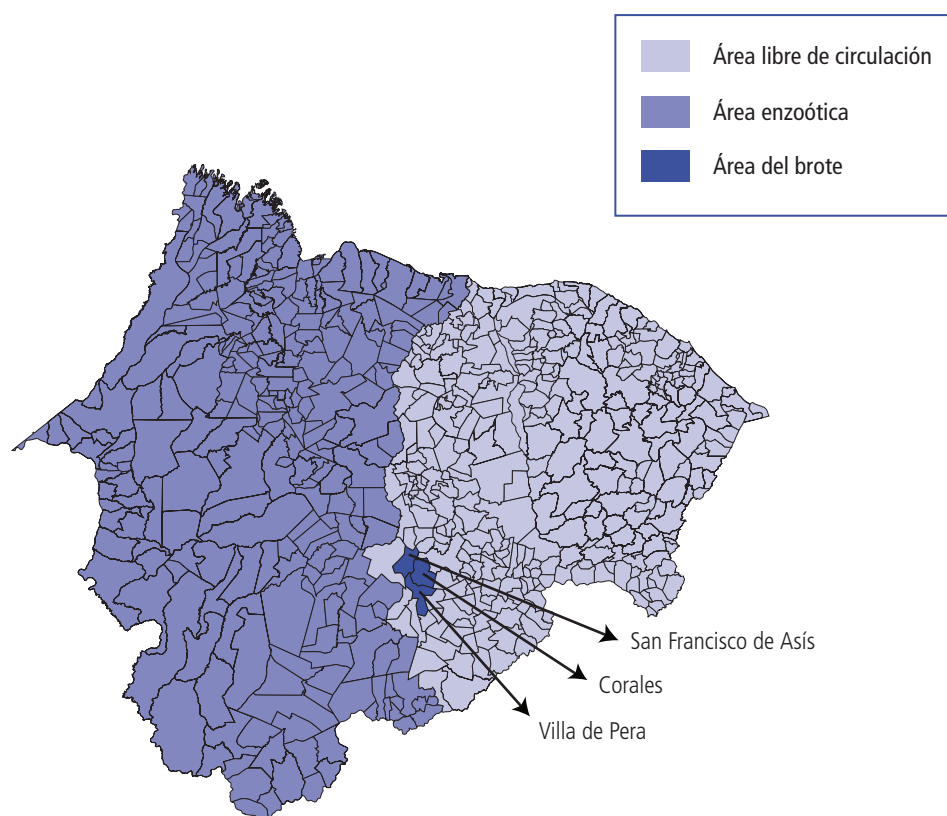 Área libre de circulación
Área enzoótica
Área del brote
San Francisco de Asís
Corales
Villa de Pera